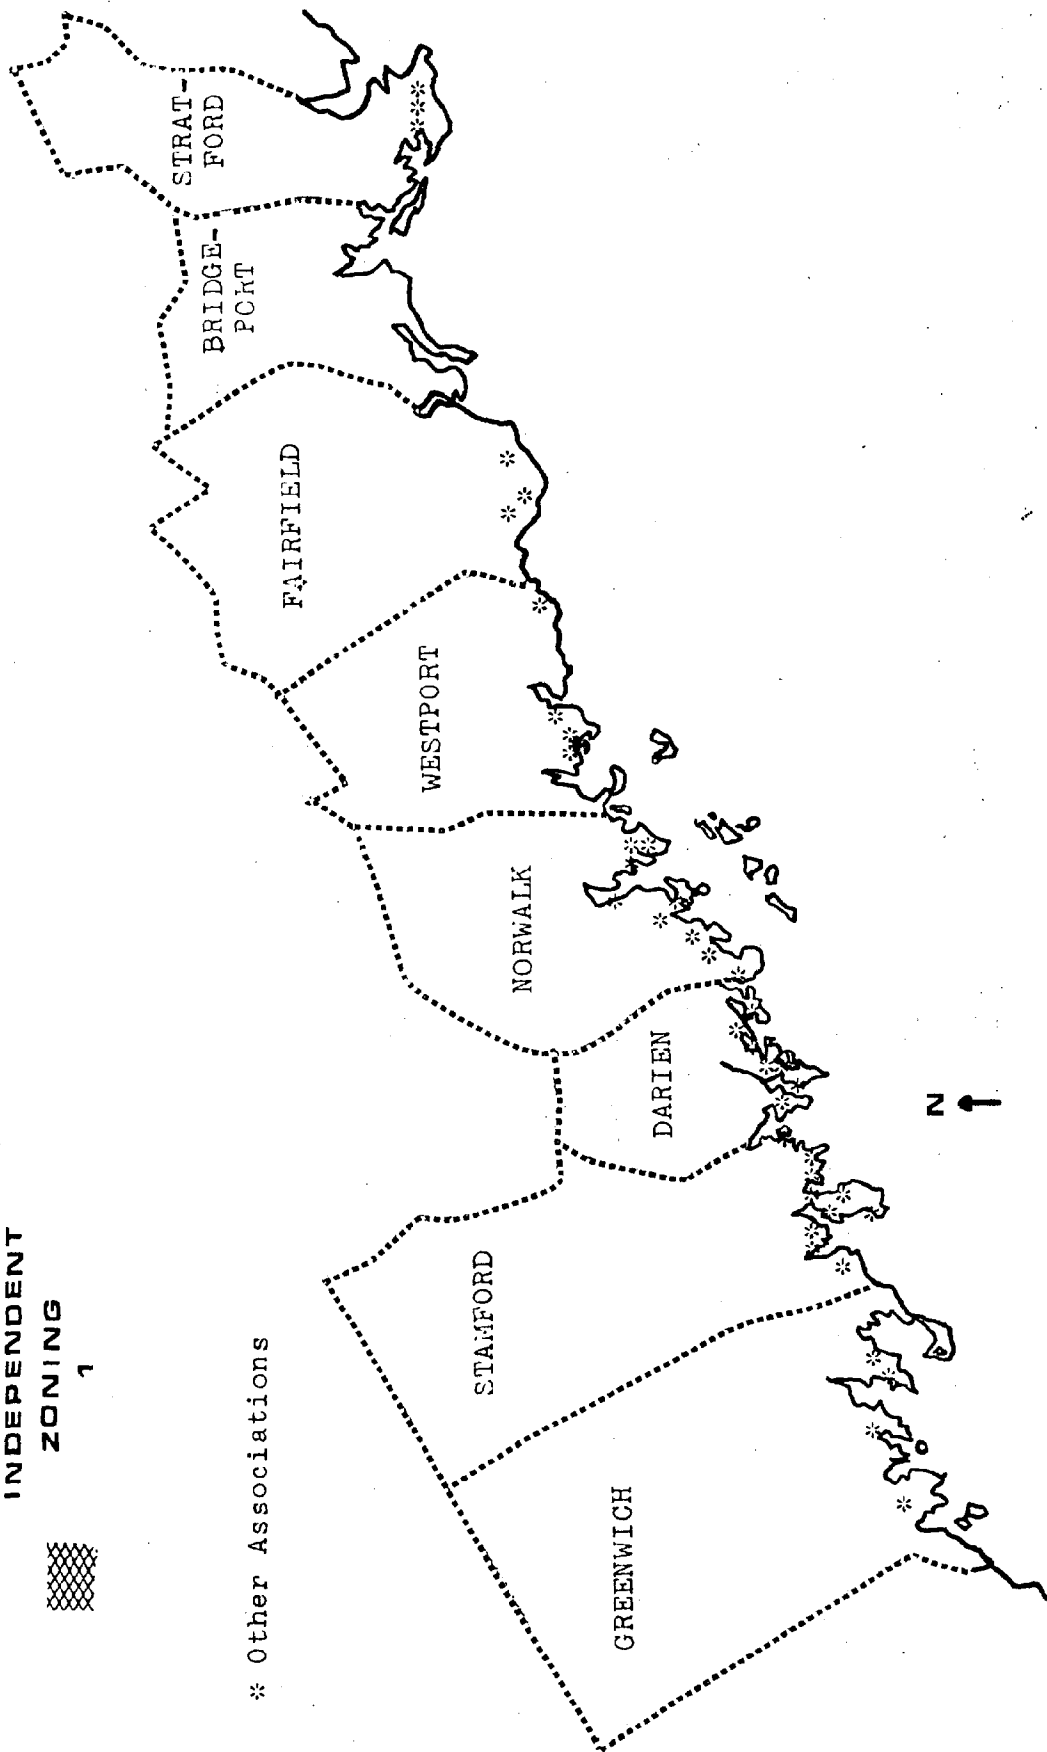 INDEPENDENT
ZONING
1
* Other Associations
GREENWICH
STAMFORD
DARIEN
NORWALK
WESTPORT
FAIRFIELD
BRIDGE-
PORT
STRAT-
FORD
N